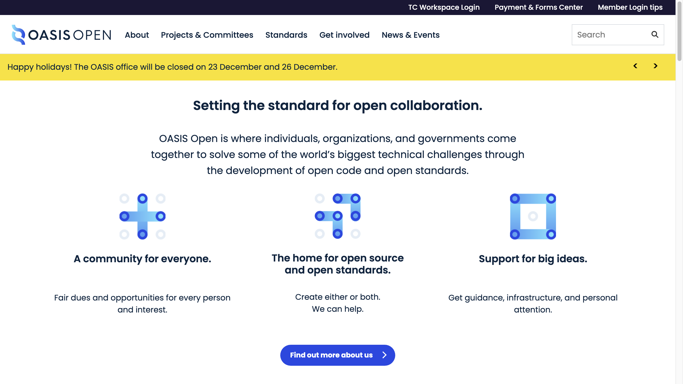 TC Workspace Login Payment & Forms Center Member Login tips
OASIS OPEN About Projects & Committees Standards Get involved News & Events Search
Happy holidays! The OASIS office will be closed on 23 December and 26 December.
Setting the standard for open collaboration.
OASIS Open is where individuals, organizations, and governments come
together to solve some of the world's biggest technical challenges through
the development of open code and open standards.
A community for everyone.
Fair dues and opportunities for every person
and interest.
The home for open source
and open standards.
Create either or both.
We can help.
Support for big ideas.
Get guidance, infrastructure, and personal
attention.
Find out more about us